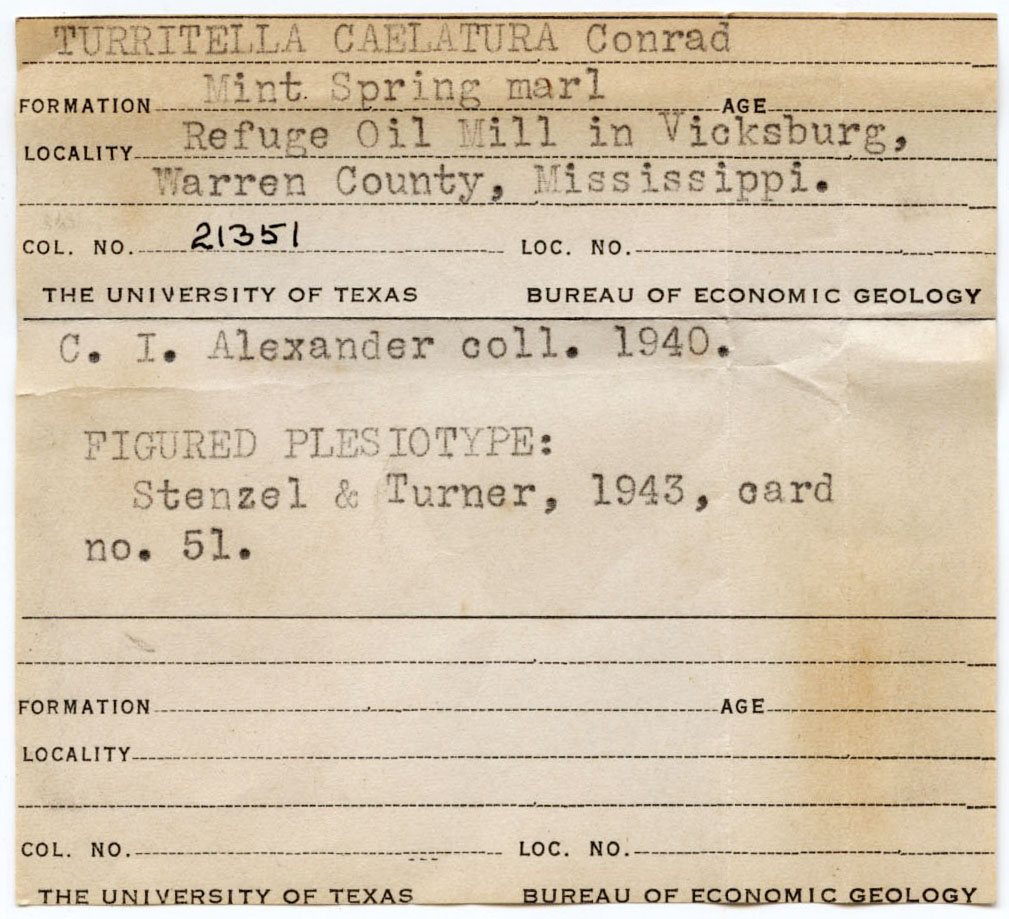 TURRITELLA CAELATURA Conrad
FORMATION Mint Spring marl AGE
LOCALITY Refuge Oil Mill in Vicksburg,
Warren County, Mississippi.
COL. NO. 21351 LOC. NO.
THE UNIVERSITY OF TEXAS BUREAU OF ECONOMIC GEOLOGY
C. I. Alexander coll. 1940.
FIGURED PLESIOTYPE:
Stenzel & Turner, 1943, card
no. 51.
FORMATION AGE
LOCALITY
COL. NO. LOC. NO.
THE UNIVERSITY OF TEXAS BUREAU OF ECONOMIC GEOLOGY